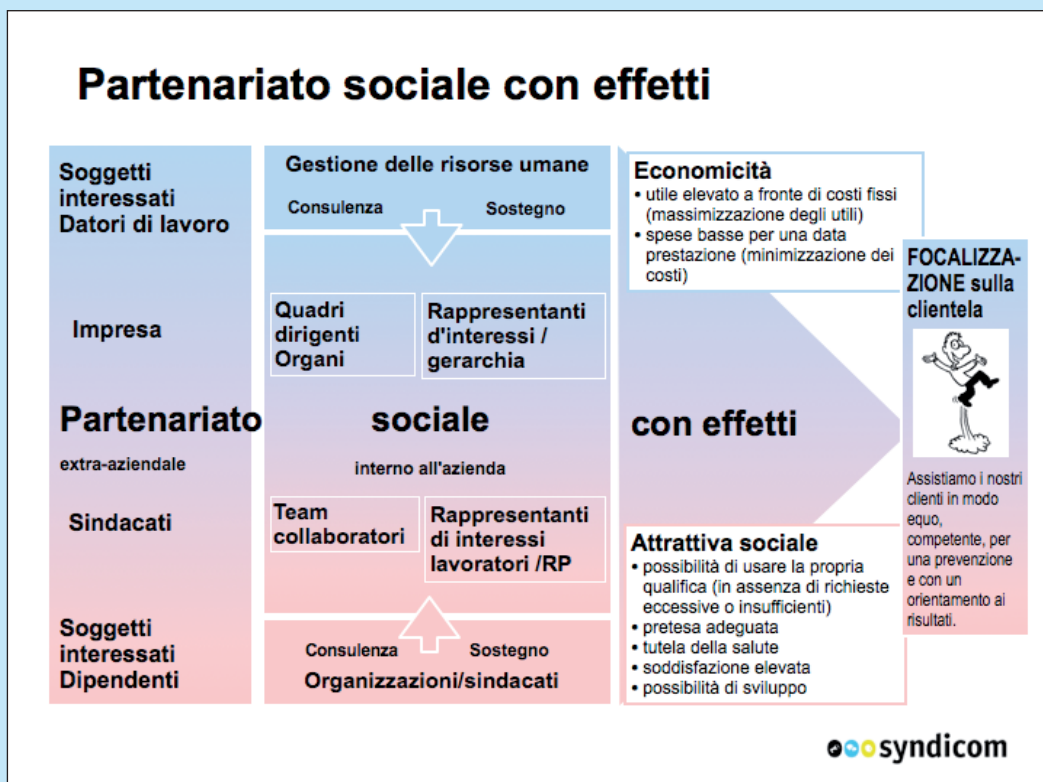 Partenariato sociale con effetti
Soggetti
interessati
Datori di lavoro
Impresa
Partenariato
extra-aziendale
Sindacati
Soggetti
interessati
Dipendenti
Gestione delle risorse umane
Consulenza Sostegno
Quadri
dirigenti
Organi
Rappresentanti
d'interessi /
gerarchia
sociale
interno all'azienda
Team
collaboratori
Rappresentanti
di interessi
lavoratori /RP
Consulenza Sostegno
Organizzazioni/sindacati
Economicità
• utile elevato a fronte di costi fissi
(massimizzazione degli utili)
• spese basse per una data
prestazione (minimizzazione dei
costi)
con effetti
Attrattiva sociale
• possibilità di usare la propria
qualifica (in assenza di richieste
eccessive o insufficienti)
• pretesa adeguata
• tutela della salute
• soddisfazione elevata
• possibilità di sviluppo
FOCALIZZA-
ZIONE sulla
clientela
Assistiamo i nostri
clienti in modo
equo,
competente, per
una prevenzione
e con un
orientamento ai
risultati.
syndicom